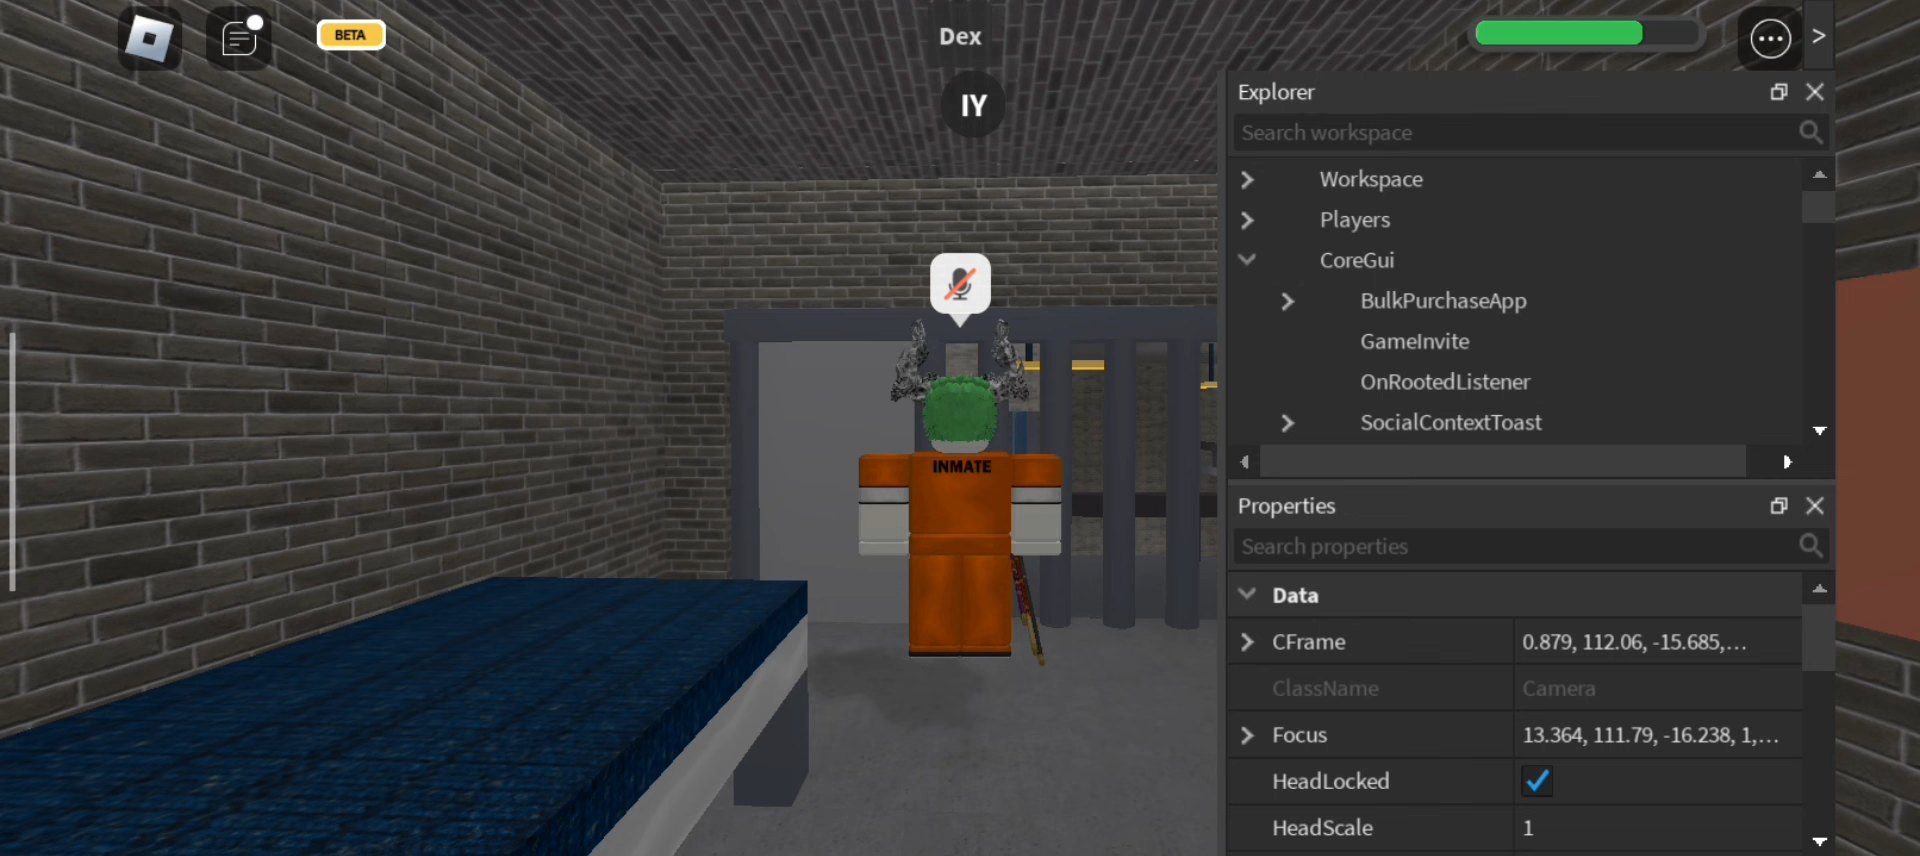 BETA
Dex
IY
INMATE
Explorer
Search workspace
Workspace
Players
CoreGui
BulkPurchaseApp
GameInvite
OnRootedListener
SocialContextToast
Properties
Search properties
Data
CFrame 0.879, 112.06, -15.685,...
ClassName Camera
Focus 13.364, 111.79, -16.238, 1,...
HeadLocked
HeadScale 1